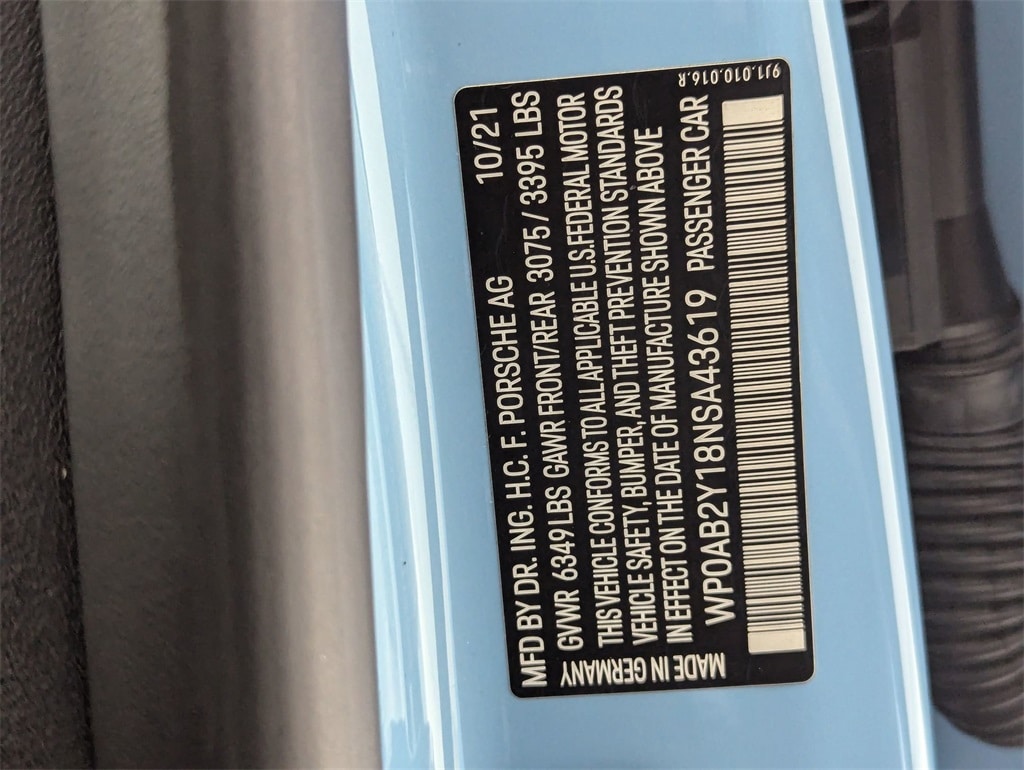 MFD BY DR. ING. H.C. F. PORSCHE AG 10/21
GVWR 6349 LBS GAWR FRONT/REAR 3075 / 3395 LBS
THIS VEHICLE CONFORMS TO ALL APPLICABLE U.S. FEDERAL MOTOR
VEHICLE SAFETY, BUMPER, AND THEFT PREVENTION STANDARDS
IN EFFECT ON THE DATE OF MANUFACTURE SHOWN ABOVE
WP0AB2Y18NSA43619 PASSENGER CAR
MADE IN GERMANY
9J1.010.016.R